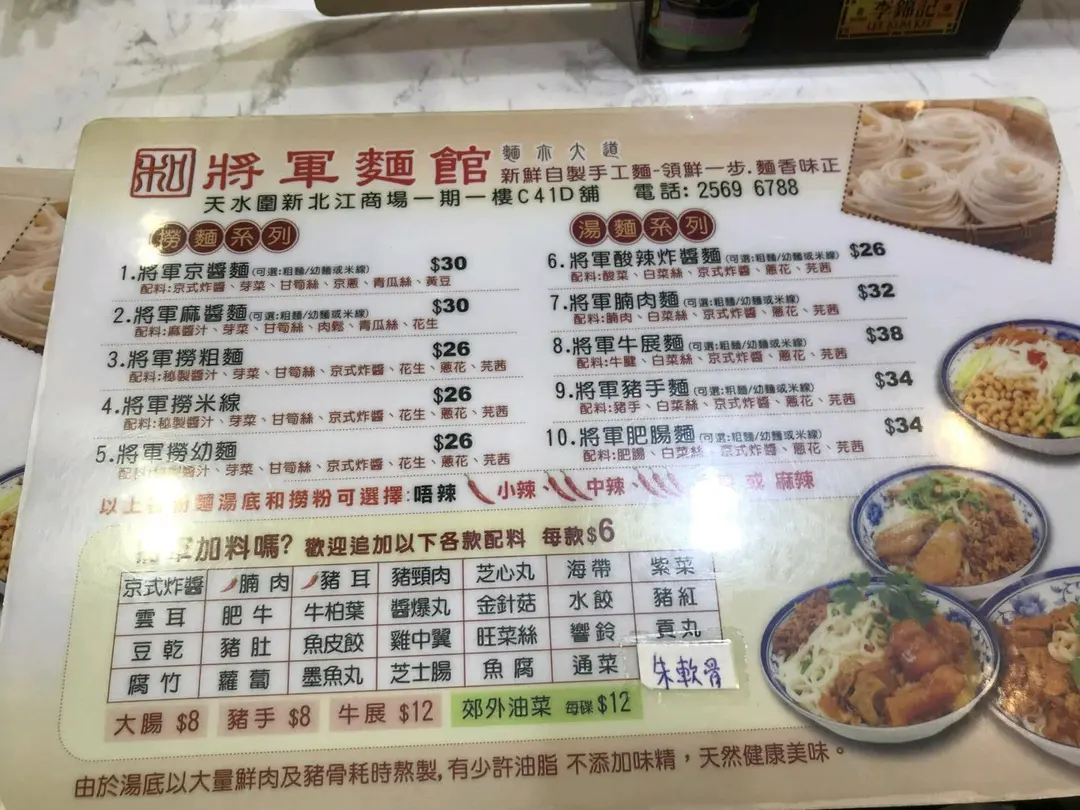 李錦記
LEE KUM KEE
將軍麵館
麵亦大道
新鮮自製手工麵-領鮮一步.麵香味正
天水圍新北江商場一期一樓C41D舖 電話:2569 6788
撈麵系列
1.將軍京醬麵(可選:粗麵/幼麵或米線) $30
配料:京式炸醬、芽菜、甘筍絲、京蔥、青瓜絲、黃豆
2.將軍麻醬麵(可選:粗麵/幼麵或米線) $30
配料:麻醬汁、芽菜、甘筍絲、肉鬆、青瓜絲、花生
3.將軍撈粗麵 $26
配料:秘製醬汁、芽菜、甘筍絲、京式炸醬、花生、蔥花、芫茜
4.將軍撈米線 $26
配料:秘製醬汁、芽菜、甘筍絲、京式炸醬、花生、蔥花、芫茜
5.將軍撈幼麵 $26
製醬汁、芽菜、甘筍絲、京式炸醬、花生、蔥花、芫茜
湯麵系列
6.將軍酸辣炸醬麵(可選:粗麵/幼麵或米線) $26
配料:酸菜、白菜絲、京式炸醬、蔥花、芫茜
7.將軍腩肉麵(可選:粗麵/幼麵或米線) $32
配料:腩肉、白菜絲、京式炸醬、蔥花、芫茜
8.將軍牛展麵(可選:粗麵/幼麵或米線) $38
配料:牛腱、白菜絲、京式炸醬、蔥花、芫茜
9.將軍豬手麵(可選:粗麵/幼麵或米線) $34
配料:豬手、白菜絲、京式炸醬、蔥花、芫茜
10.將軍肥腸麵(可選:粗麵/幼麵或米線) $34
配料:肥腸、白菜絲、京式炸醬、蔥花、芫茜
以上 粉麵湯底和撈粉可選擇:唔辣 小辣、中辣、 或 麻辣
加料嗎? 歡迎追加以下各款配料 每款$6
京式炸醬 腩肉 豬耳 豬頸肉 芝心丸 海帶 紫菜
雲耳 肥牛 牛柏葉 醬爆丸 金針菇 水餃 豬紅
豆乾 豬肚 魚皮餃 雞中翼 旺菜絲 響鈴 貢丸
腐竹 蘿蔔 墨魚丸 芝士腸 魚腐 通菜 朱軟骨
大腸 $8 豬手 $8 牛展 $12 郊外油菜 每碟$12
由於湯底以大量鮮肉及豬骨耗時熬製,有少許油脂 不添加味精，天然健康美味。